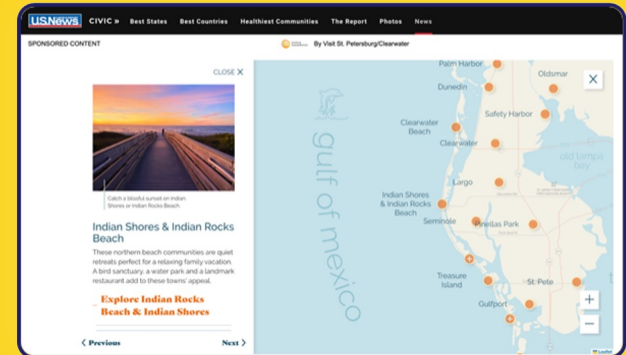 U.S.News CIVIC » Best States Best Countries Healthiest Communities The Report Photos News
SPONSORED CONTENT
By Visit St. Petersburg/Clearwater
CLOSE X
Catch a blissful sunset on Indian
Shores or Indian Rocks Beach.
Indian Shores & Indian Rocks
Beach
These northern beach communities are quiet
retreats perfect for a relaxing family vacation.
A bird sanctuary, a water park and a landmark
restaurant add to these towns' appeal.
Explore Indian Rocks
Beach & Indian Shores
Previous
Next
Palm Harbor
Oldsmar
Dunedin
Safety Harbor
Clearwater
Beach
Clearwater
old tampa
bay
gulf of mexico
Largo
Indian Shores
& Indian Rocks
Beach
Seminole
Pinellas Park
Treasure
Island
St. Pete
Gulfport
+
−
Leaflet